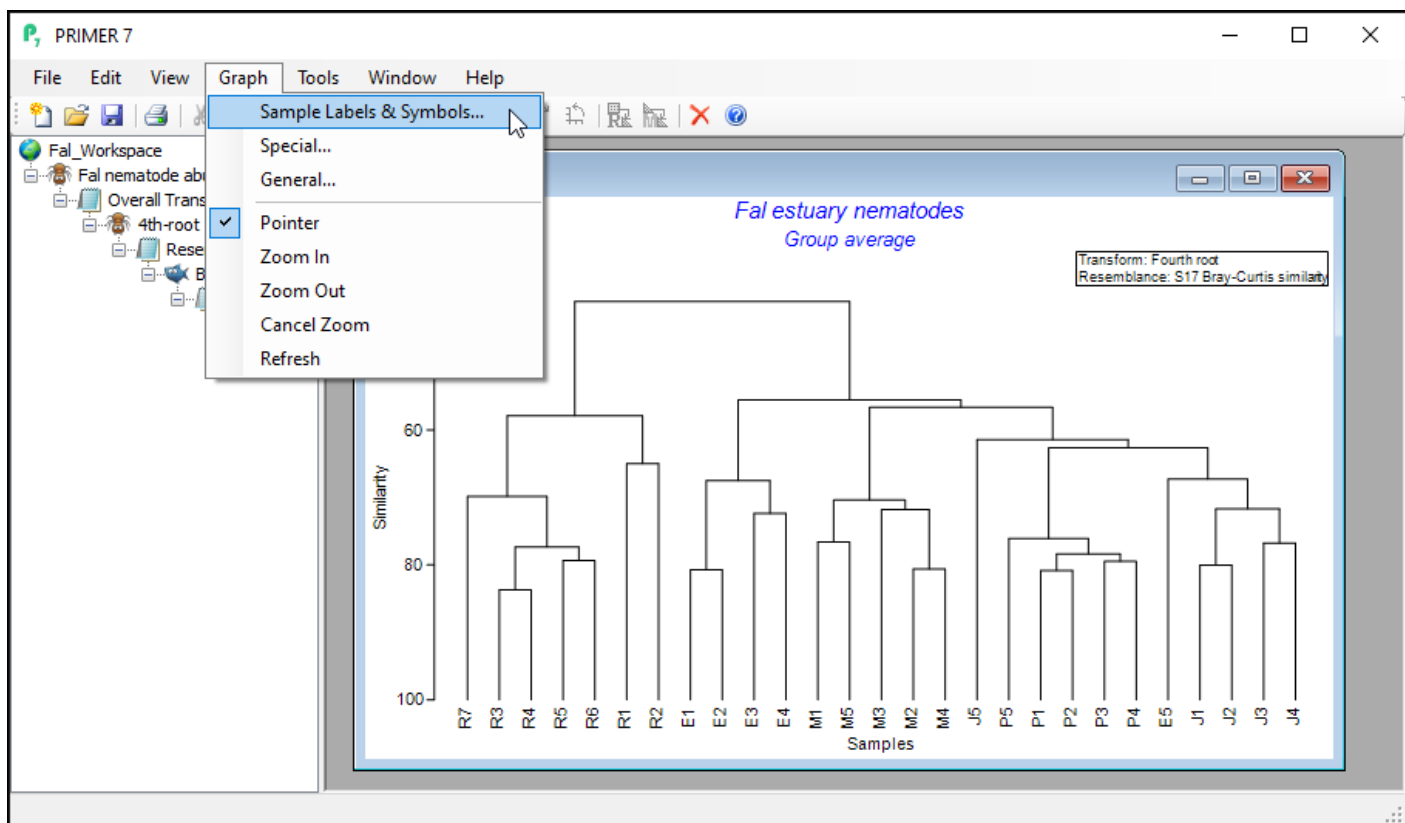 PRIMER 7
File Edit View Graph Tools Window Help
Sample Labels & Symbols...
Special...
General...
Pointer
Zoom In
Zoom Out
Cancel Zoom
Refresh
Fal_Workspace
Fal nematode ab
Overall Trans
4th-root
Rese
B
Fal estuary nematodes
Group average
Transform: Fourth root
Resemblance: S17 Bray-Curtis similarity
60
80
100
Similarity
R7 R3 R4 R5 R6 R1 R2 E1 E2 E3 E4 M1 M5 M3 M2 M4 J5 P5 P1 P2 P3 P4 E5 J1 J2 J3 J4
Samples